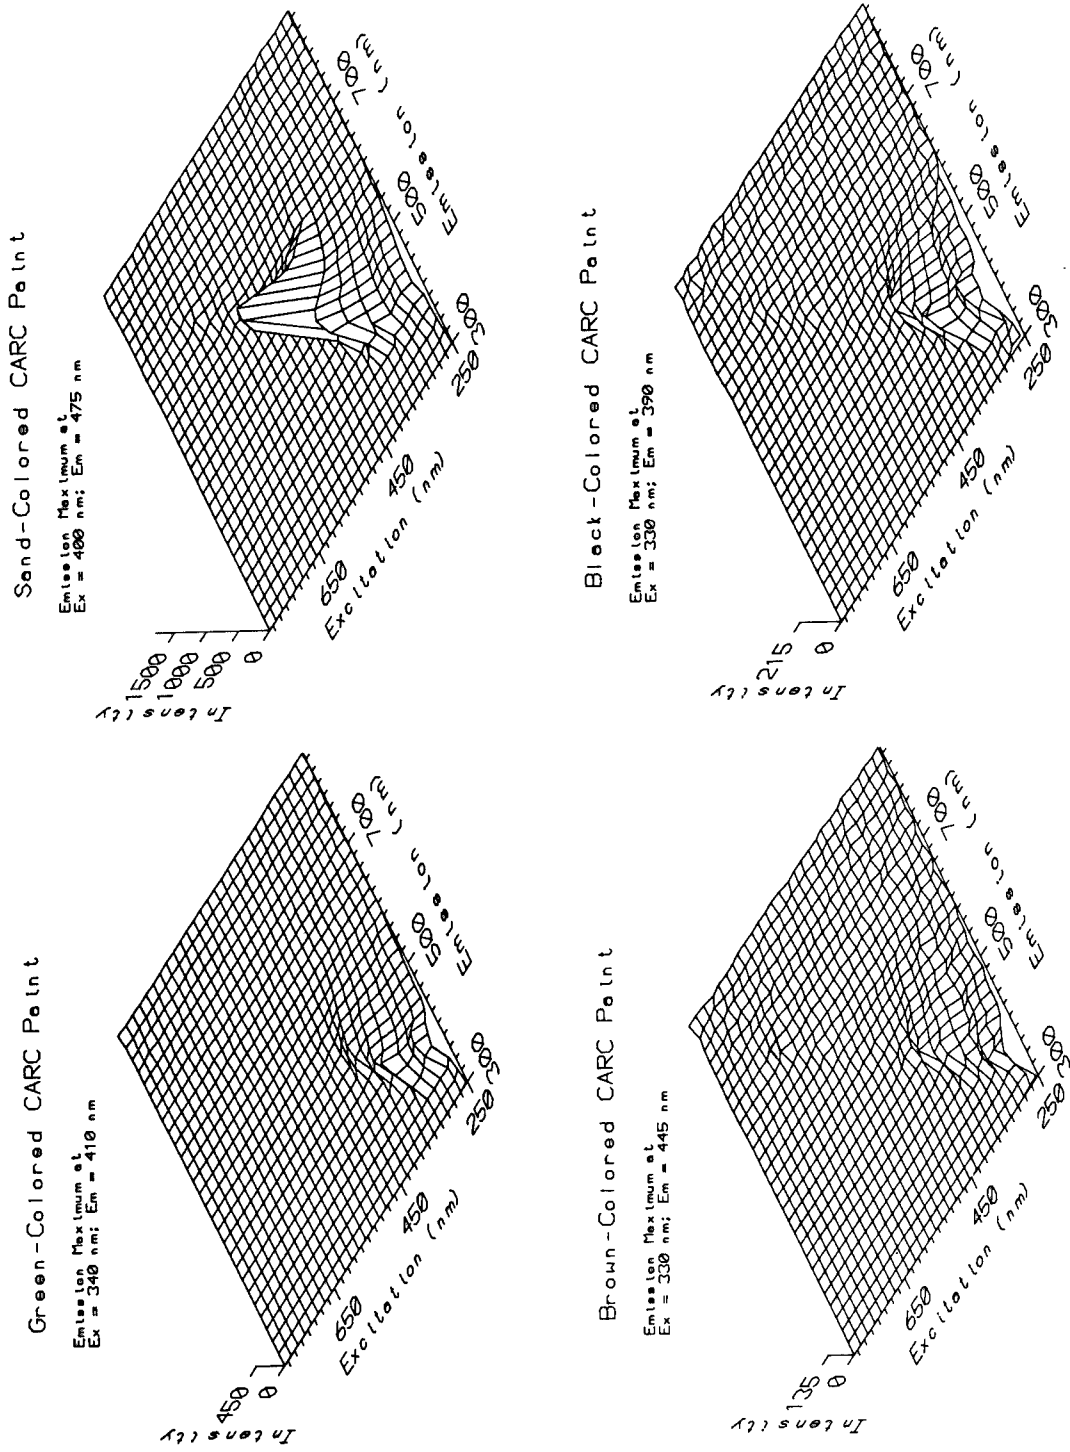 Sand-Colored CARC Paint
Emission Maximum at
Ex = 400 nm; Em = 475 nm
Intensity
1500
1000
500
0
650
450
250
Excitation (nm)
300
500
700
Emission (nm)
Black-Colored CARC Paint
Emission Maximum at
Ex = 330 nm; Em = 390 nm
Intensity
215
0
650
450
250
Excitation (nm)
300
500
700
Emission (nm)
Green-Colored CARC Paint
Emission Maximum at
Ex = 340 nm; Em = 410 nm
Intensity
450
0
650
450
250
Excitation (nm)
300
500
700
Emission (nm)
Brown-Colored CARC Paint
Emission Maximum at
Ex = 330 nm; Em = 445 nm
Intensity
135
0
650
450
250
Excitation (nm)
300
500
700
Emission (nm)